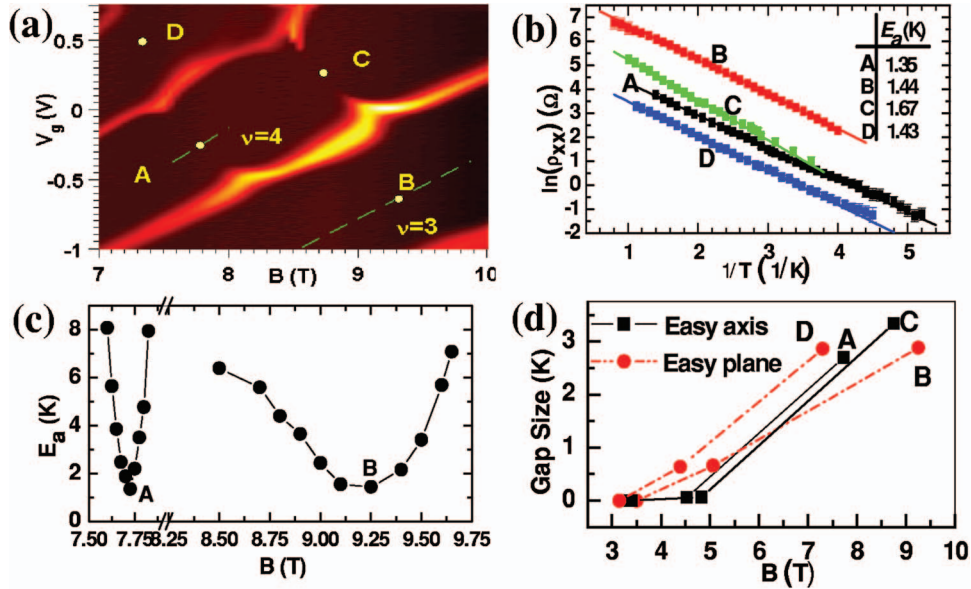 (a)
D
C
A
ν=4
B
ν=3
V_g (V)
0.5
0
-0.5
-1
7
8
9
10
B (T)
(b)
ln(ρ_XX) (Ω)
7
6
5
4
3
2
1
0
-1
-2
1
2
3
4
5
1/T (1/K)
B
A
C
D
E_a(K)
A 1.35
B 1.44
C 1.67
D 1.43
(c)
E_a (K)
8
6
4
2
0
A
B
7.50
7.75
8.25
8.50
8.75
9.00
9.25
9.50
9.75
B (T)
(d)
Easy axis
Easy plane
D
A
C
B
Gap Size (K)
3
2
1
0
3
4
5
6
7
8
9
10
B (T)